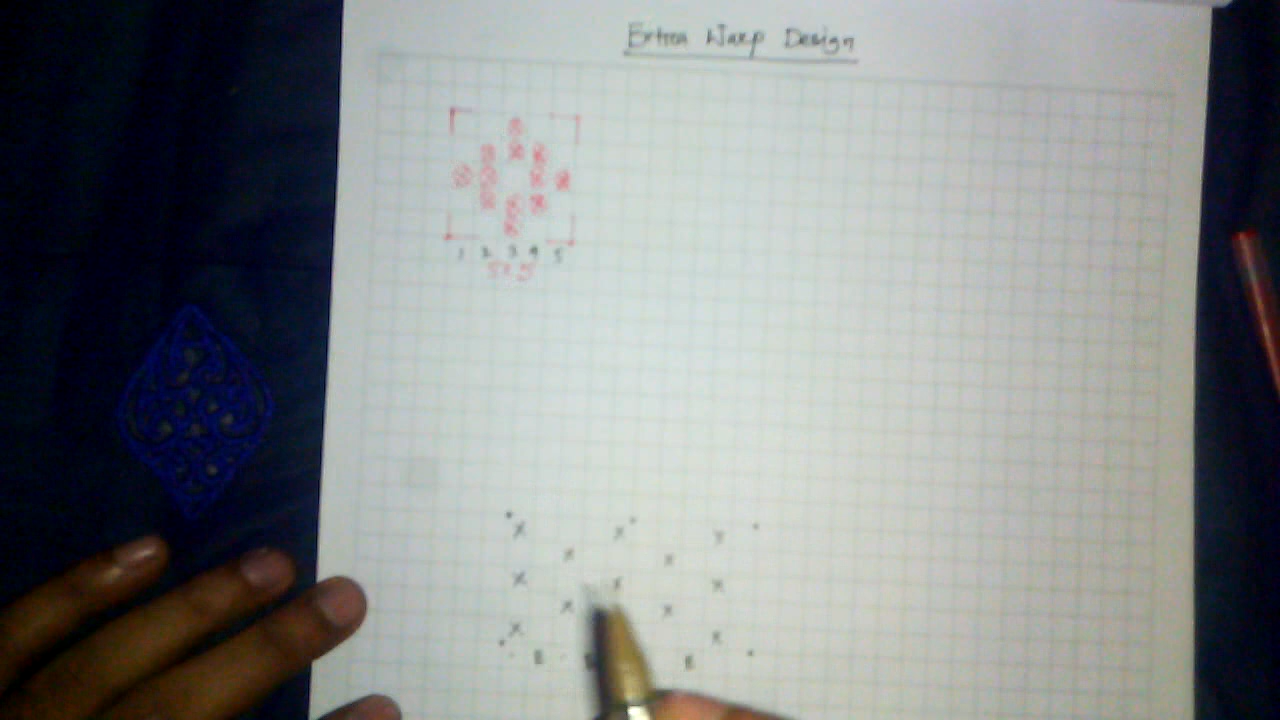 Extra Warp Design
1 2 3 4 5
5 × 5
X X X
X X
X X X
X X
X X
E E